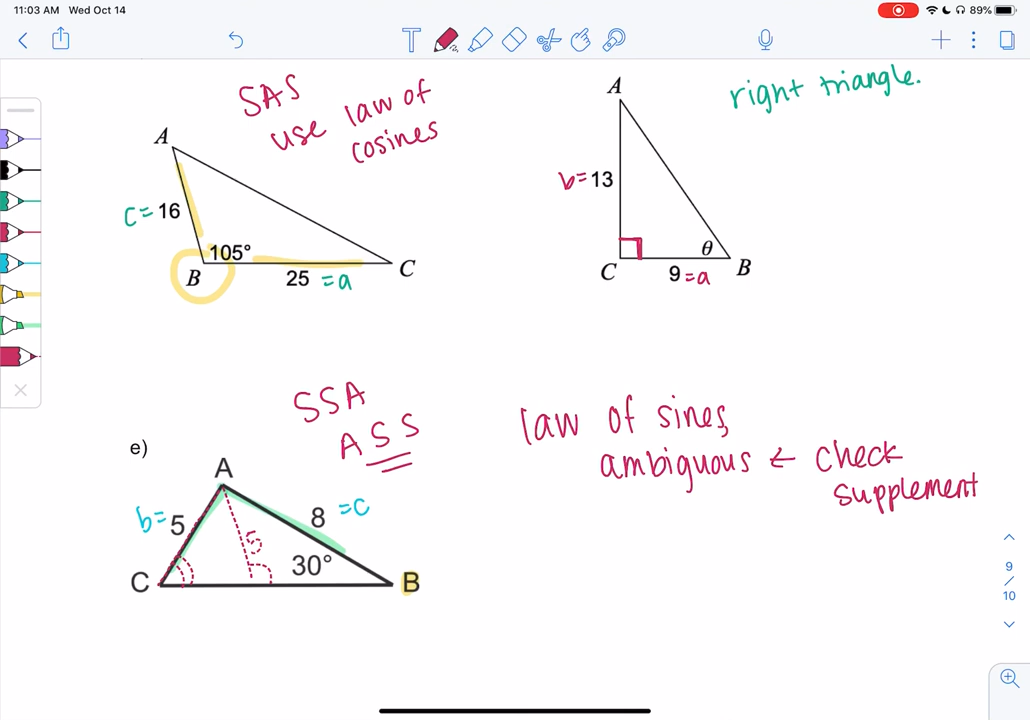 11:03 AM Wed Oct 14
89%
T
SAS
use law of
cosines
A
c = 16
105°
B
25 = a
C
right triangle.
A
b = 13
θ
C
9 = a
B
e)
SSA
ASS
law of sines,
ambiguous ← check
supplement
A
b = 5
8 = c
5
30°
C
B
9
/
10